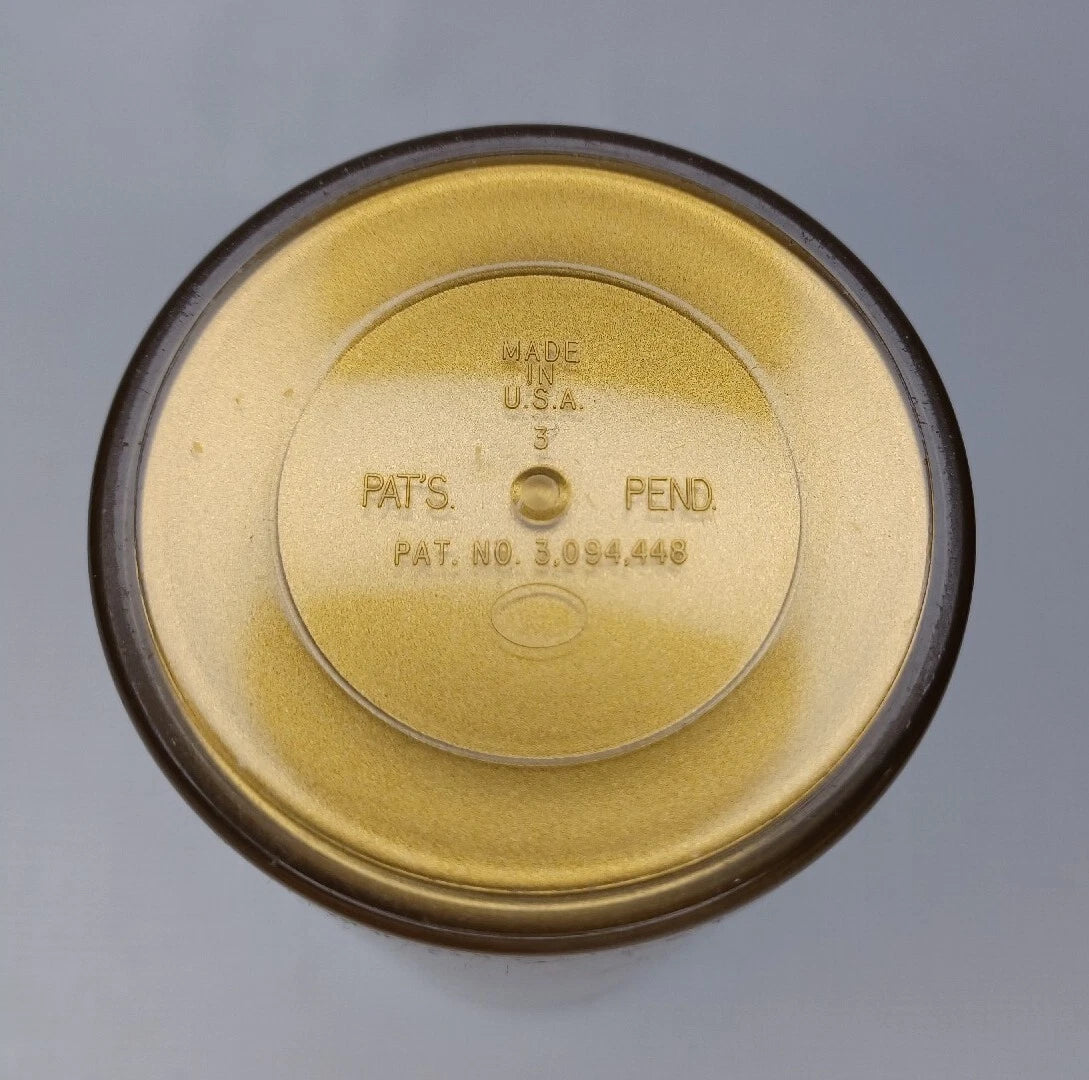 MADE
IN
U.S.A.
3
PAT'S. PEND.
PAT. NO. 3,094,448